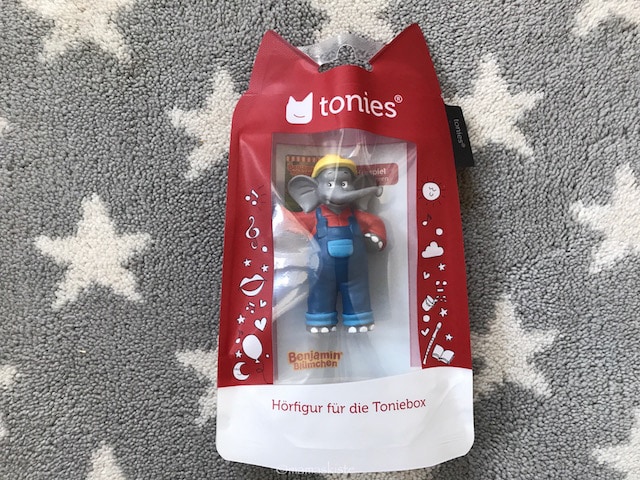 tonies®
tonies®
Benjamin
Blümchen
Hörfigur für die Toniebox